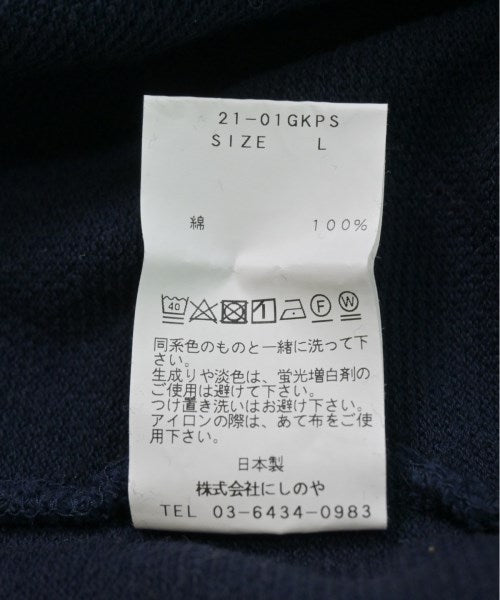 21-01GKPS
SIZE L
綿 100%
40 F W
同系色のものと一緒に洗って下
さい。
生成りや淡色は、蛍光増白剤の
ご使用は避けて下さい。
つけ置き洗いはお避け下さい。
アイロンの際は、あて布をご使
用下さい。
日本製
株式会社にしのや
TEL 03-6434-0983